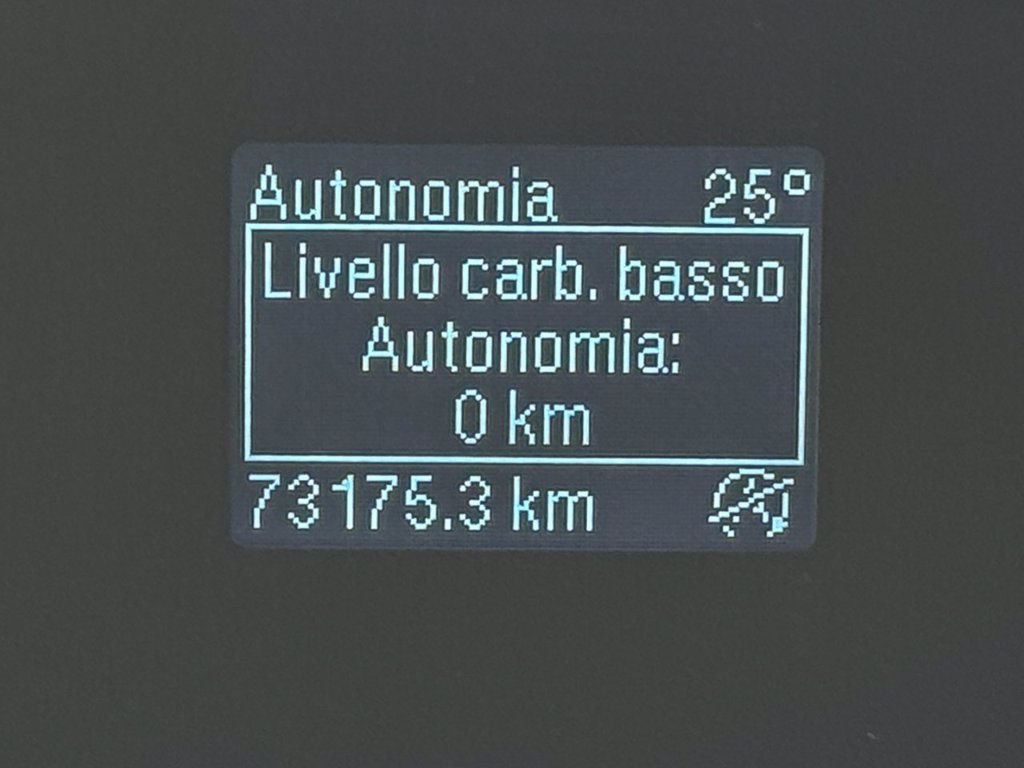 Autonomia 25°
Livello carb. basso
Autonomia:
0 km
73175.3 km